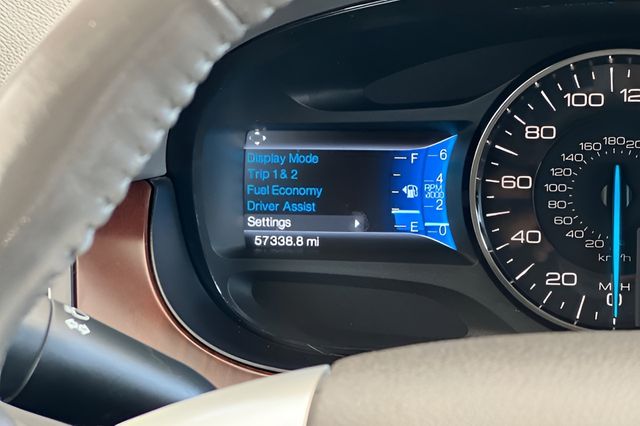 Display Mode
Trip 1 & 2
Fuel Economy
Driver Assist
Settings
57338.8 mi
F
E
6
4
RPM
x1000
2
0
100
80
60
40
20
0
MPH
180
160
140
120
100
80
60
40
20
km/h